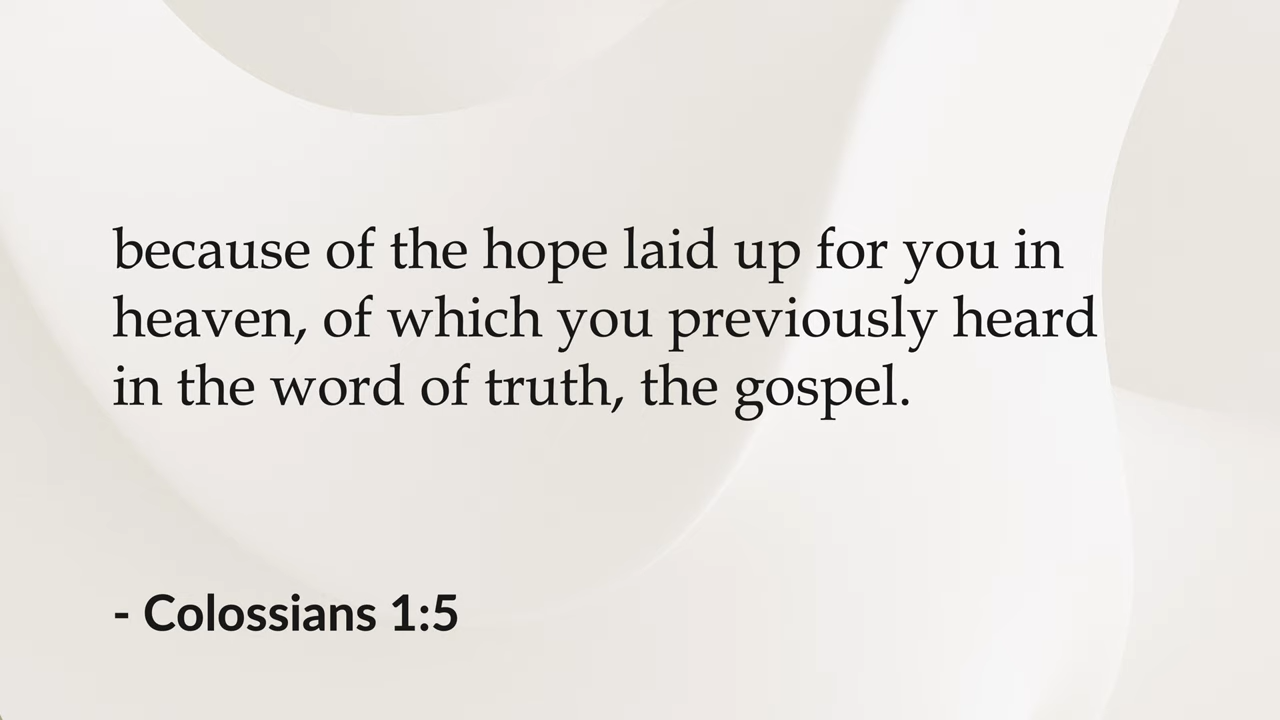 because of the hope laid up for you in
heaven, of which you previously heard
in the word of truth, the gospel.
- Colossians 1:5